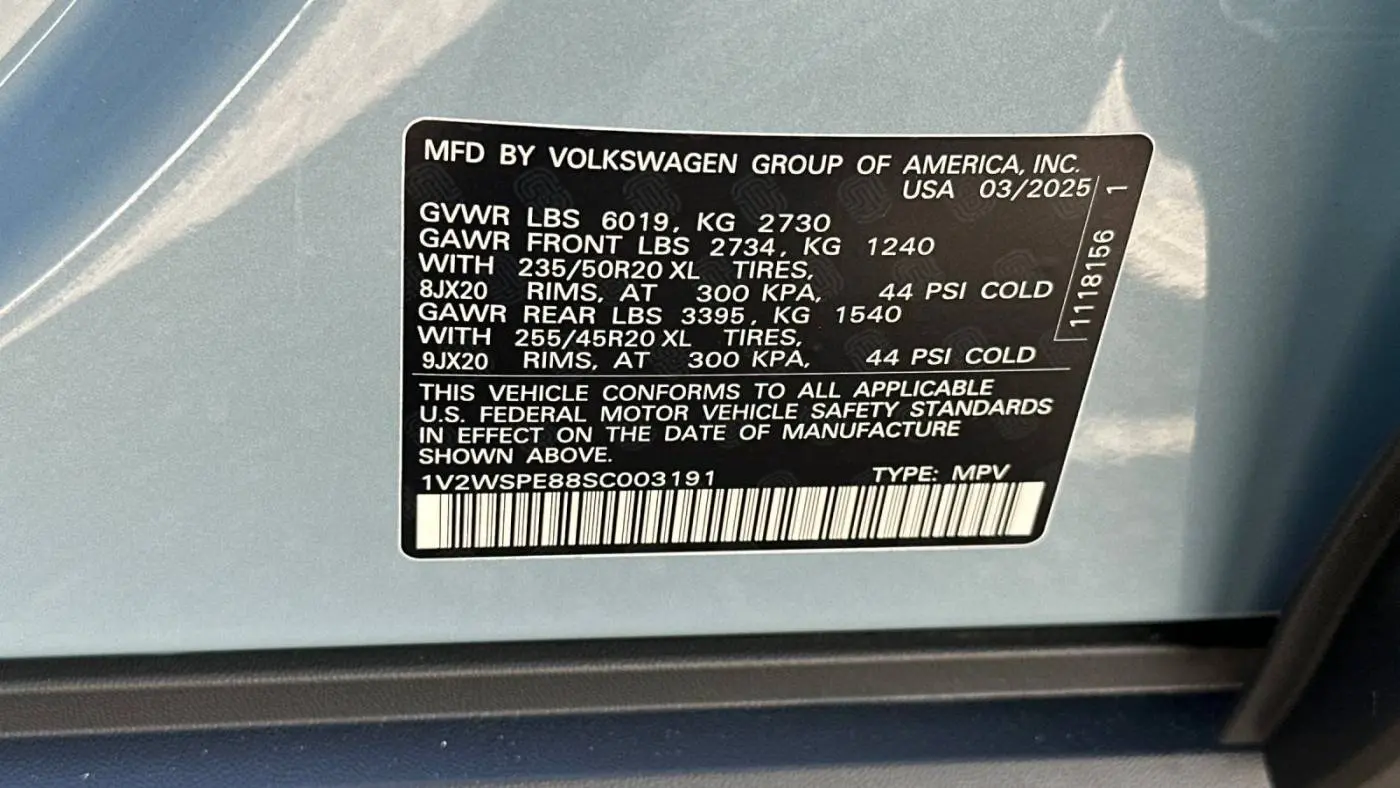 MFD BY VOLKSWAGEN GROUP OF AMERICA, INC.
USA 03/2025
GVWR LBS 6019, KG 2730
GAWR FRONT LBS 2734, KG 1240
WITH 235/50R20 XL TIRES,
8JX20 RIMS, AT 300 KPA, 44 PSI COLD
GAWR REAR LBS 3395, KG 1540
WITH 255/45R20 XL TIRES,
9JX20 RIMS, AT 300 KPA, 44 PSI COLD
1118156 1
THIS VEHICLE CONFORMS TO ALL APPLICABLE
U.S. FEDERAL MOTOR VEHICLE SAFETY STANDARDS
IN EFFECT ON THE DATE OF MANUFACTURE
SHOWN ABOVE.
1V2WSPE88SC003191 TYPE: MPV